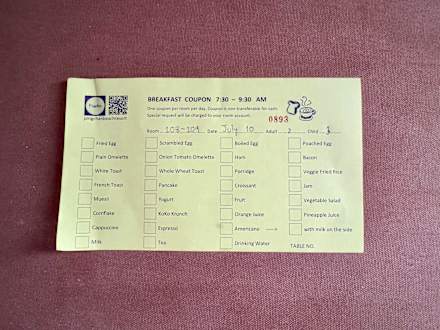 BREAKFAST COUPON 7:30 – 9:30 AM
One coupon per room per day. Coupon is non transferable for cash.
Special request will be charged to your room account.
0893
Room 103-104 Date July 10 Adult 2 Child
Fried Egg Scrambled Egg Boiled Egg Poached Egg
Plain Omelette Onion Tomato Omelette Ham Bacon
White Toast Whole Wheat Toast Porridge Veggie Fried Rice
French Toast Pancake Croissant Jam
Muesli Yogurt Fruit Vegetable Salad
Cornflake KoKo Krunch Orange Juice Pineapple Juice
Cappuccino Espresso Americano → with milk on the side
Milk Tea Drinking Water TABLE NO.